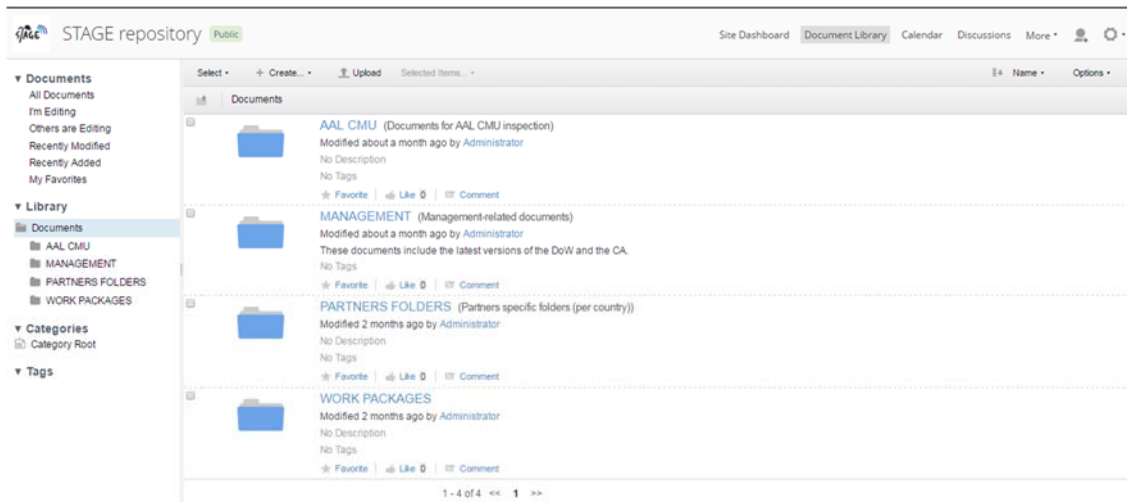 STAGE STAGE repository Public
Site Dashboard Document Library Calendar Discussions More
Documents
All Documents
I'm Editing
Others are Editing
Recently Modified
Recently Added
My Favorites
Library
Documents
AAL CMU
MANAGEMENT
PARTNERS FOLDERS
WORK PACKAGES
Categories
Category Root
Tags
Select + Create... Upload Selected Items... Name Options
Documents
AAL CMU (Documents for AAL CMU inspection)
Modified about a month ago by Administrator
No Description
No Tags
Favorite Like 0 Comment
MANAGEMENT (Management-related documents)
Modified about a month ago by Administrator
These documents include the latest versions of the DoW and the CA.
No Tags
Favorite Like 0 Comment
PARTNERS FOLDERS (Partners specific folders (per country))
Modified 2 months ago by Administrator
No Description
No Tags
Favorite Like 0 Comment
WORK PACKAGES
Modified 2 months ago by Administrator
No Description
No Tags
Favorite Like 0 Comment
1 - 4 of 4 << 1 >>